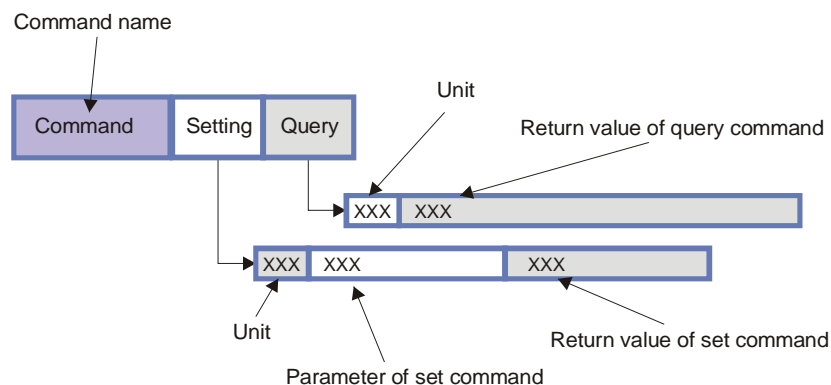 Command name
Unit
Return value of query command
Command Setting Query
XXX XXX
XXX XXX XXX
Unit
Return value of set command
Parameter of set command